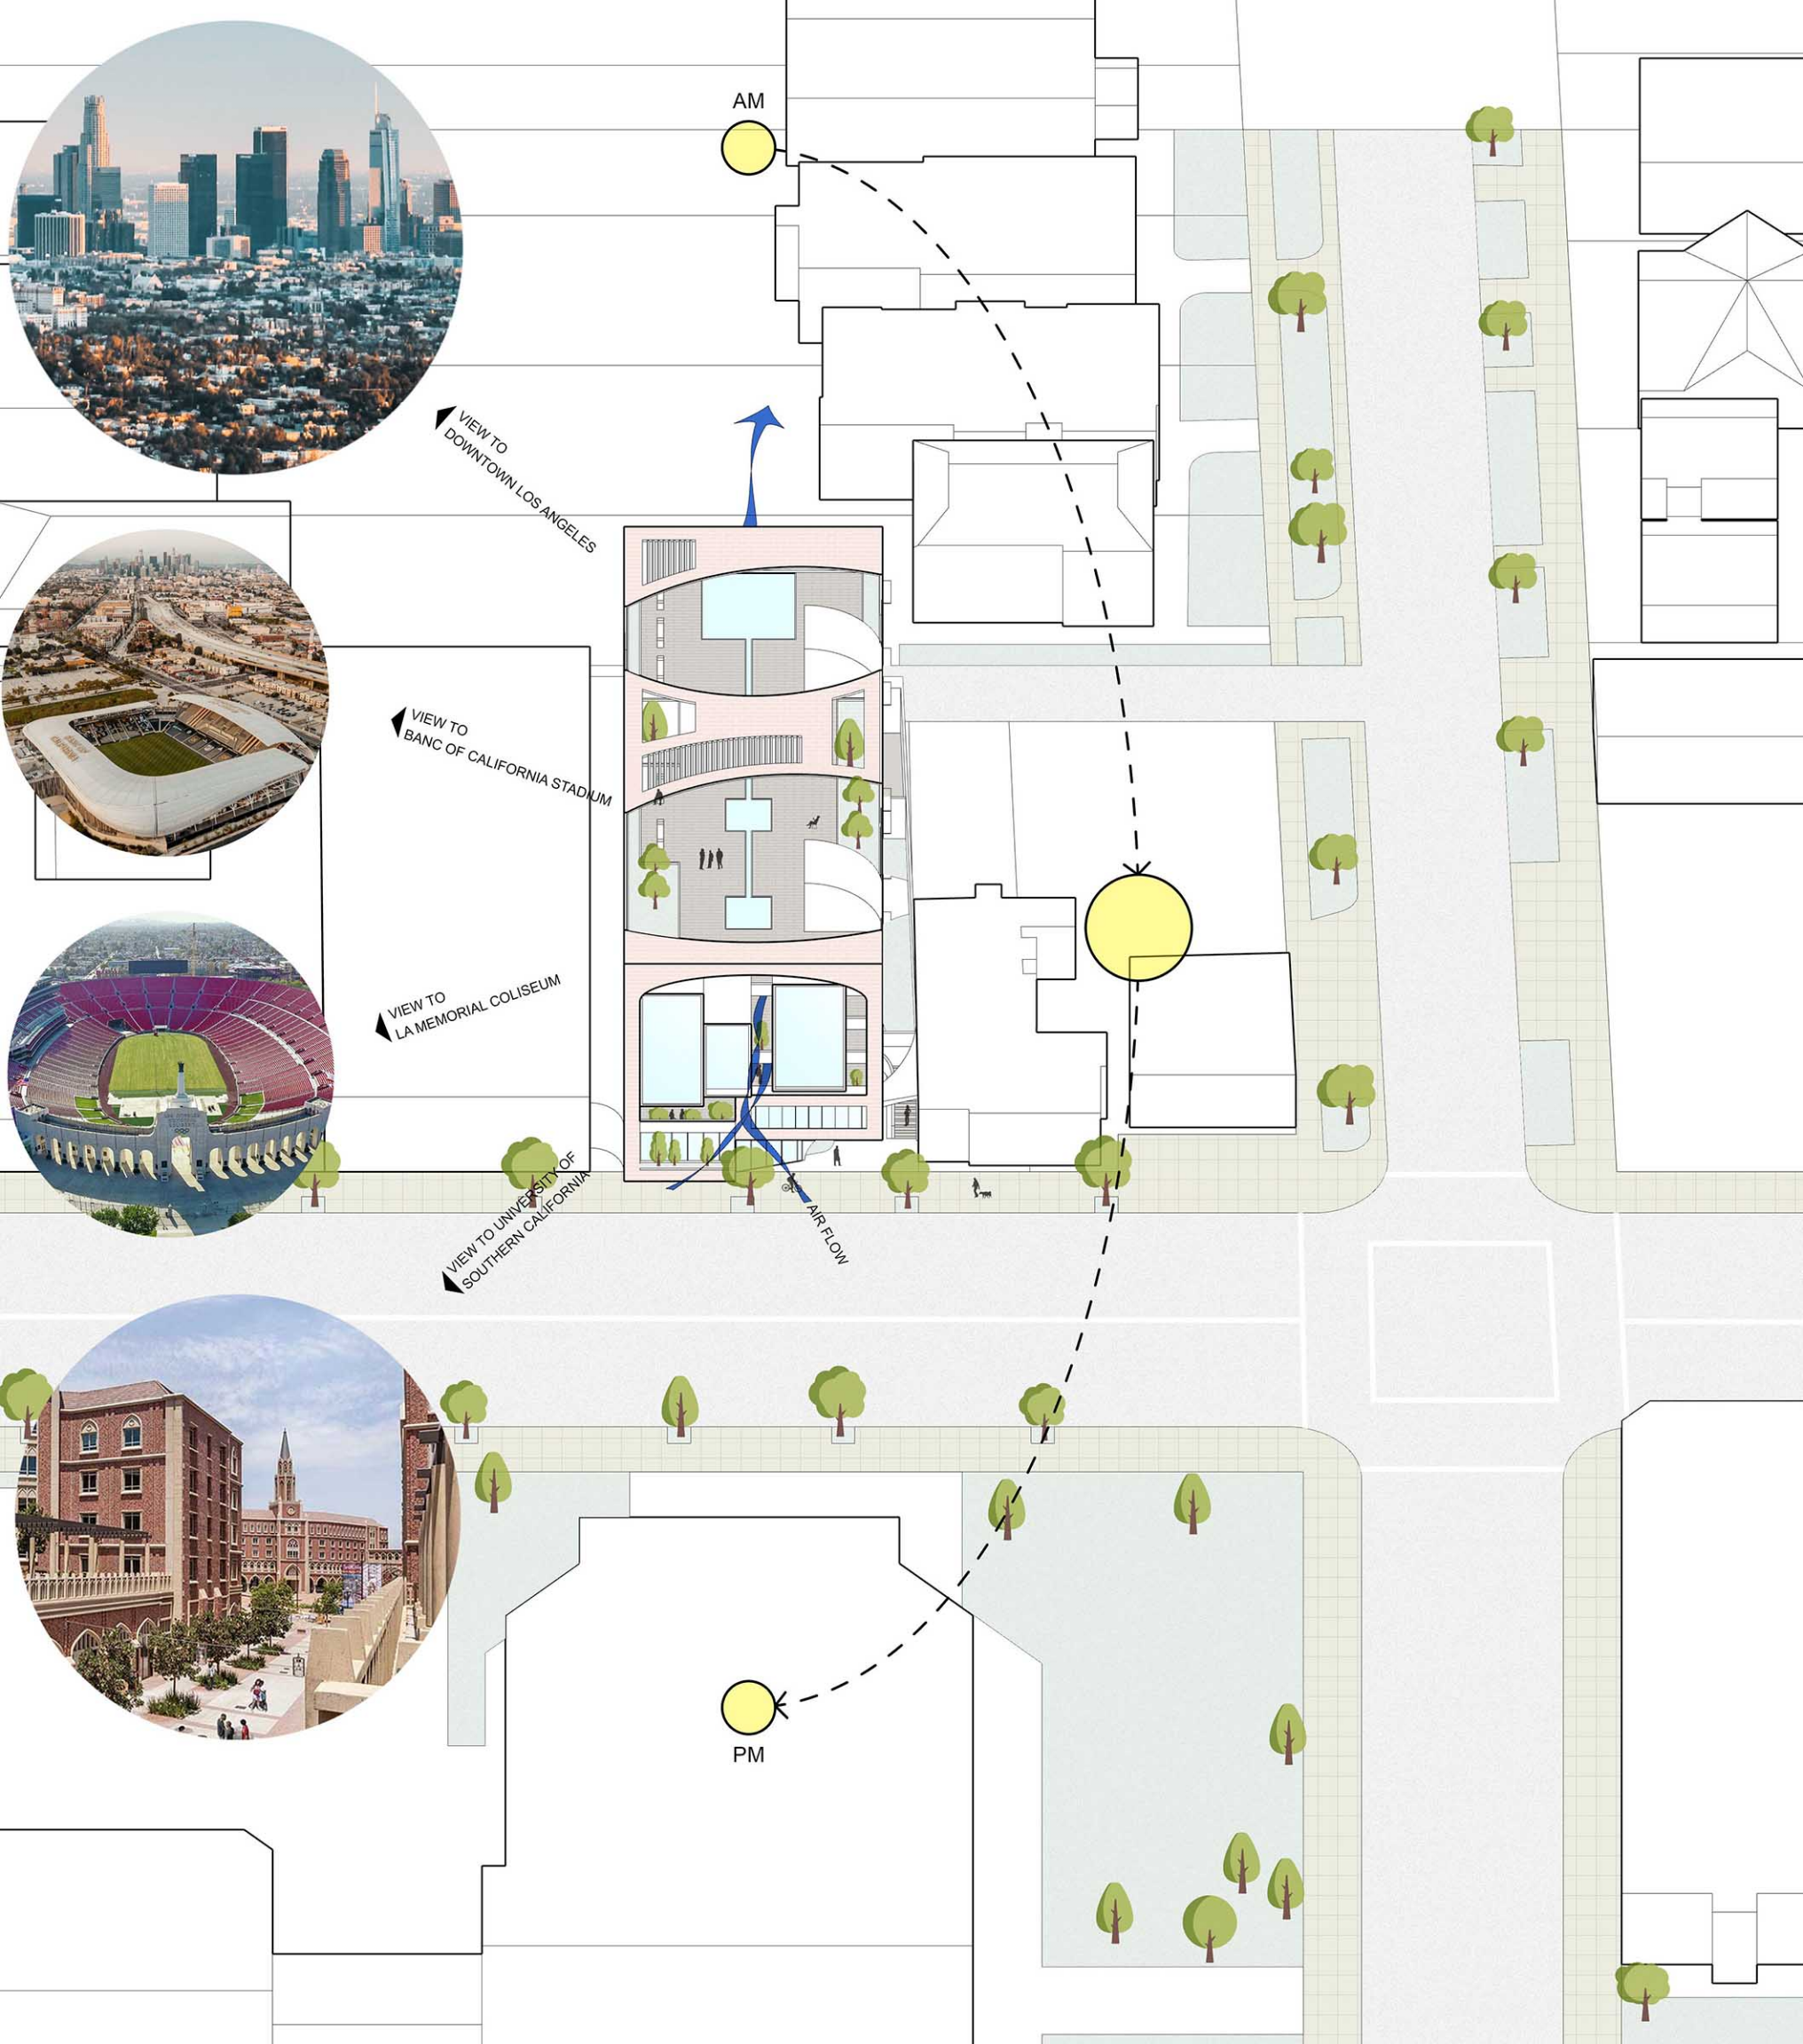 AM
VIEW TO
DOWNTOWN LOS ANGELES
VIEW TO
BANC OF CALIFORNIA STADIUM
VIEW TO
LA MEMORIAL COLISEUM
VIEW TO UNIVERSITY OF
SOUTHERN CALIFORNIA
AIR FLOW
PM